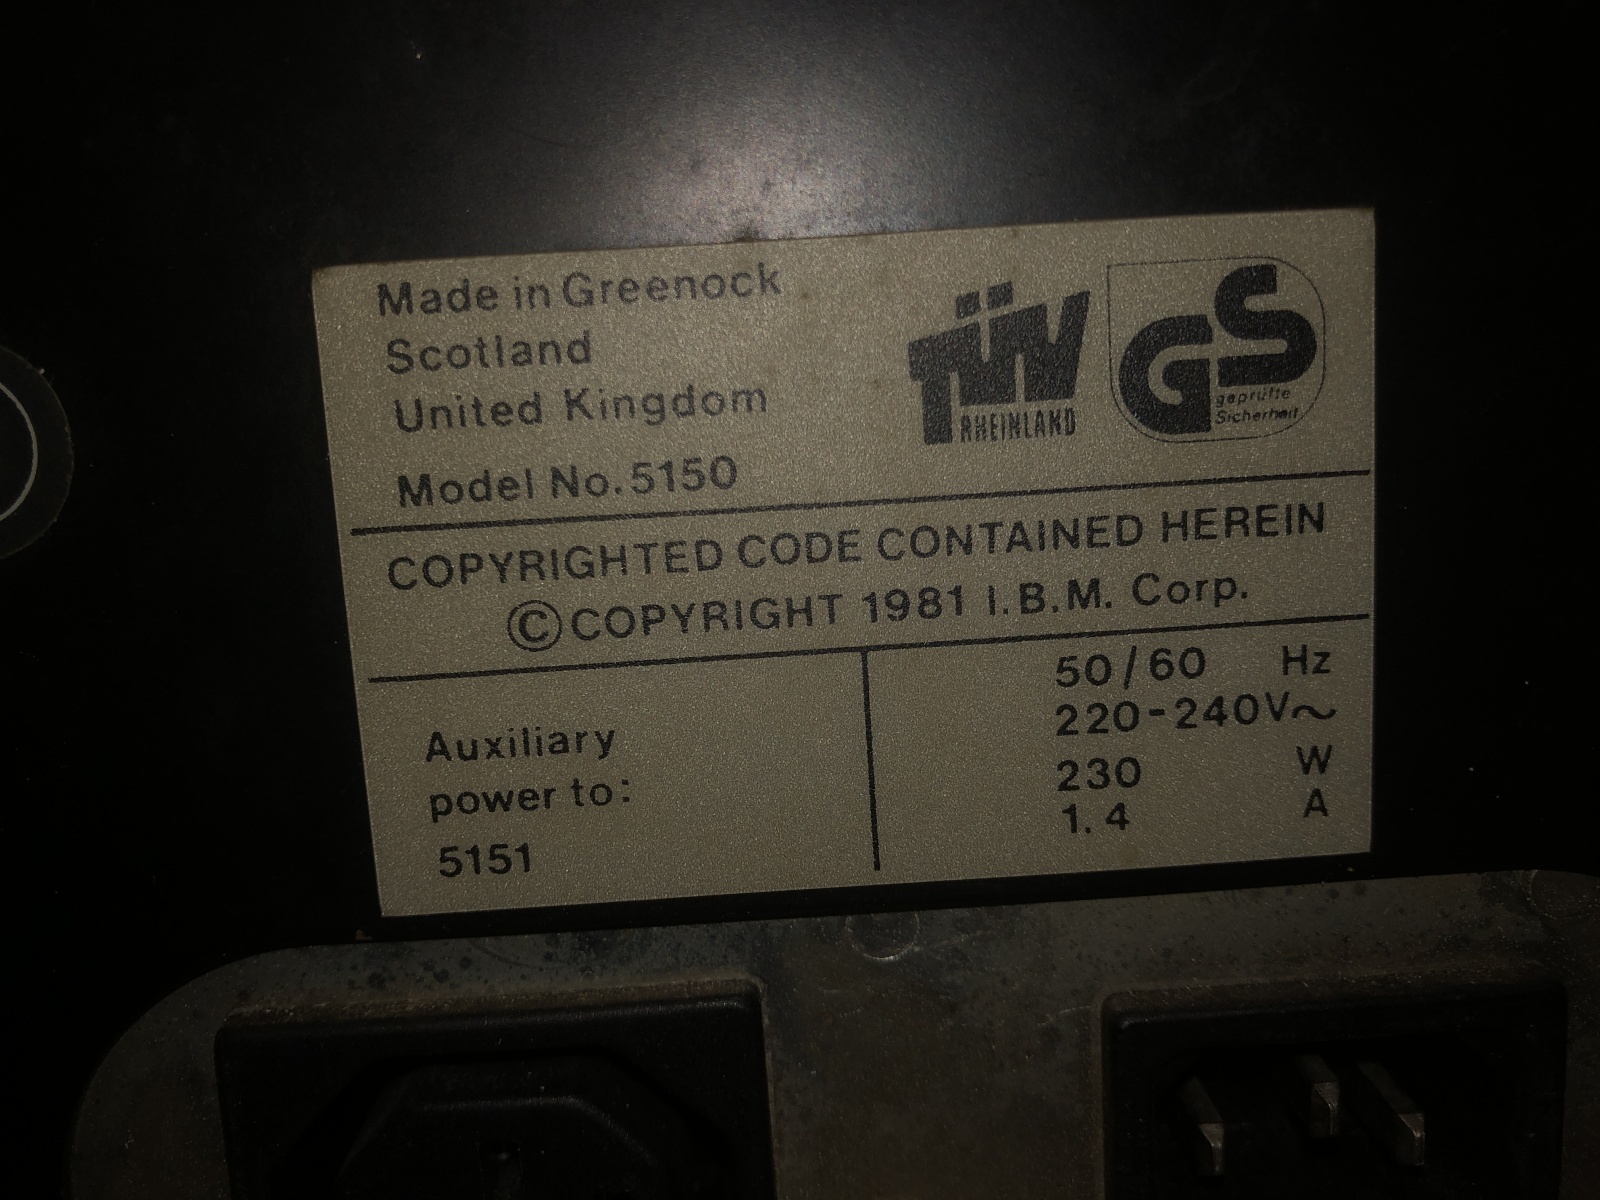 Made in Greenock
Scotland
United Kingdom
Model No. 5150
TÜV
RHEINLAND
GS
geprüfte
Sicherheit
COPYRIGHTED CODE CONTAINED HEREIN
©COPYRIGHT 1981 I.B.M. Corp.
Auxiliary
power to:
5151
50/60 Hz
220-240V~
230 W
1.4 A